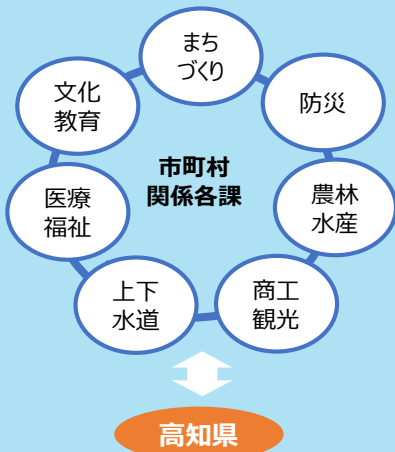 まち
づくり
防災
農林
水産
商工
観光
上下
水道
医療
福祉
文化
教育
市町村
関係各課
高知県